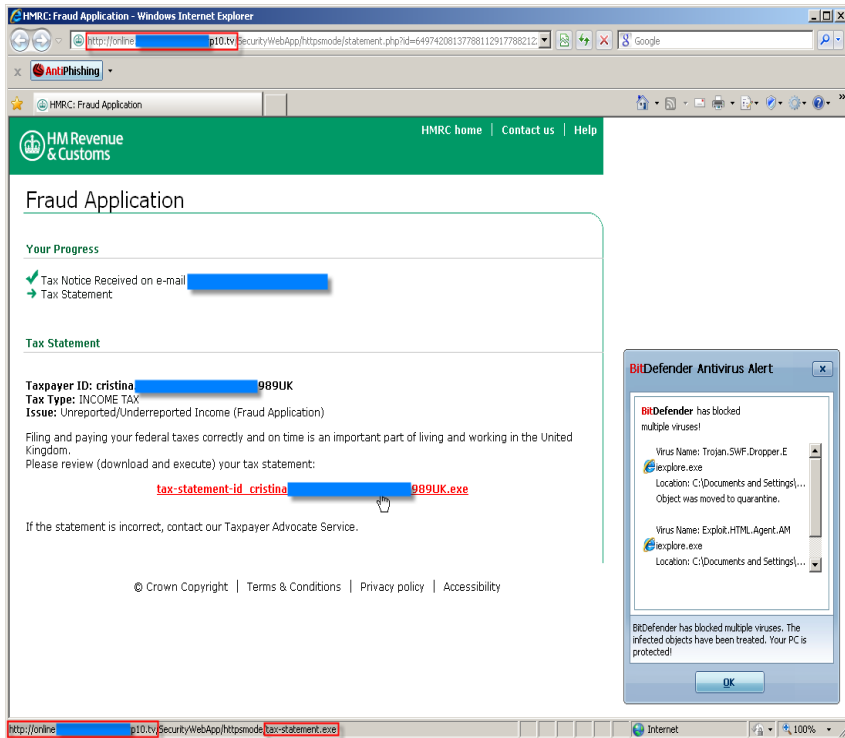 HMRC: Fraud Application - Windows Internet Explorer
http://online p10.tv/SecurityWebApp/httpsmode/statement.php?id=6497420813778811291778821 Google
x AntiPhishing
HMRC: Fraud Application
HM Revenue
& Customs
HMRC home | Contact us | Help
Fraud Application
Your Progress
Tax Notice Received on e-mail
Tax Statement
Tax Statement
Taxpayer ID: cristina 989UK
Tax Type: INCOME TAX
Issue: Unreported/Underreported Income (Fraud Application)
Filing and paying your federal taxes correctly and on time is an important part of living and working in the United
Kingdom.
Please review (download and execute) your tax statement:
tax-statement-id_cristina 989UK.exe
If the statement is incorrect, contact our Taxpayer Advocate Service.
© Crown Copyright | Terms & Conditions | Privacy policy | Accessibility
BitDefender Antivirus Alert x
BitDefender has blocked
multiple viruses!
Virus Name: Trojan.SWF.Dropper.E
iexplore.exe
Location: C:\Documents and Settings\...
Object was moved to quarantine.
Virus Name: Exploit.HTML.Agent.AM
iexplore.exe
Location: C:\Documents and Settings\...
BitDefender has blocked multiple viruses. The
infected objects have been treated. Your PC is
protected!
OK
http://online p10.tv/SecurityWebApp/httpsmode/tax-statement.exe Internet 100%